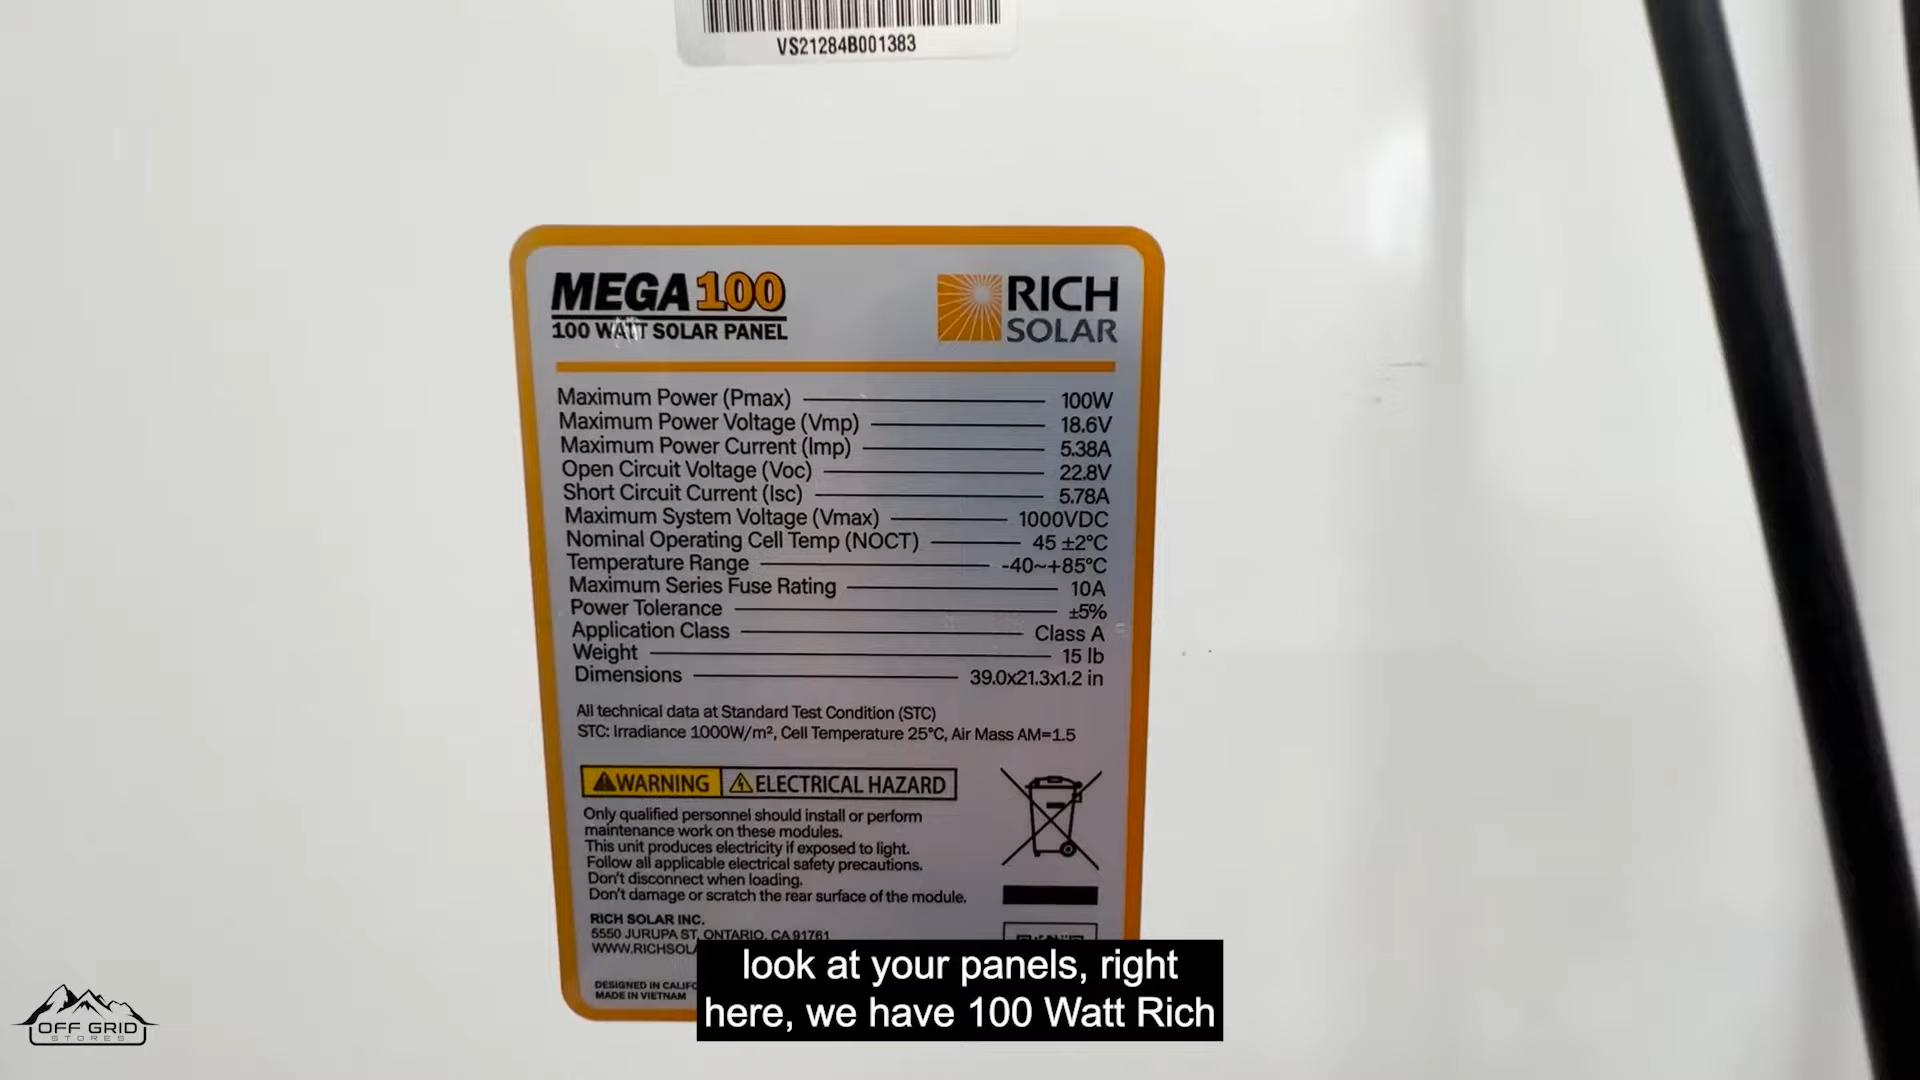 VS21284B001383
MEGA 100
100 WATT SOLAR PANEL
RICH
SOLAR
Maximum Power (Pmax) 100W
Maximum Power Voltage (Vmp) 18.6V
Maximum Power Current (Imp) 5.38A
Open Circuit Voltage (Voc) 22.8V
Short Circuit Current (Isc) 5.78A
Maximum System Voltage (Vmax) 1000VDC
Nominal Operating Cell Temp (NOCT) 45 ±2°C
Temperature Range -40~+85°C
Maximum Series Fuse Rating 10A
Power Tolerance ±5%
Application Class Class A
Weight 15 lb
Dimensions 39.0x21.3x1.2 in
All technical data at Standard Test Condition (STC)
STC: Irradiance 1000W/m², Cell Temperature 25°C, Air Mass AM=1.5
WARNING ELECTRICAL HAZARD
Only qualified personnel should install or perform
maintenance work on these modules.
This unit produces electricity if exposed to light.
Follow all applicable electrical safety precautions.
Don't disconnect when loading.
Don't damage or scratch the rear surface of the module.
RICH SOLAR INC.
5550 JURUPA ST, ONTARIO, CA 91761
WWW.RICHSOL
DESIGNED IN CALIFO
MADE IN VIETNAM
look at your panels, right
here, we have 100 Watt Rich
OFF GRID
STORES